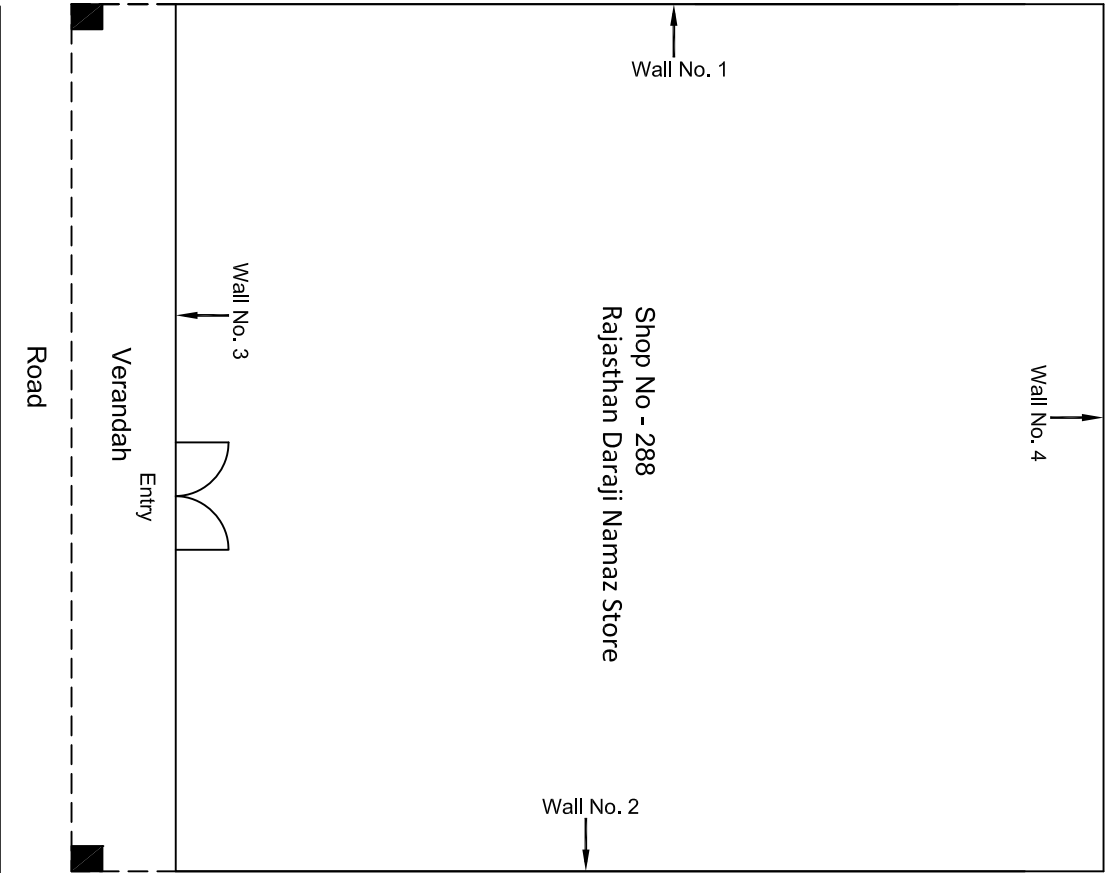 Wall No. 1
Wall No. 4
Wall No. 3
Shop No - 288
Rajasthan Daraji Namaz Store
Road
Verandah
Entry
Wall No. 2